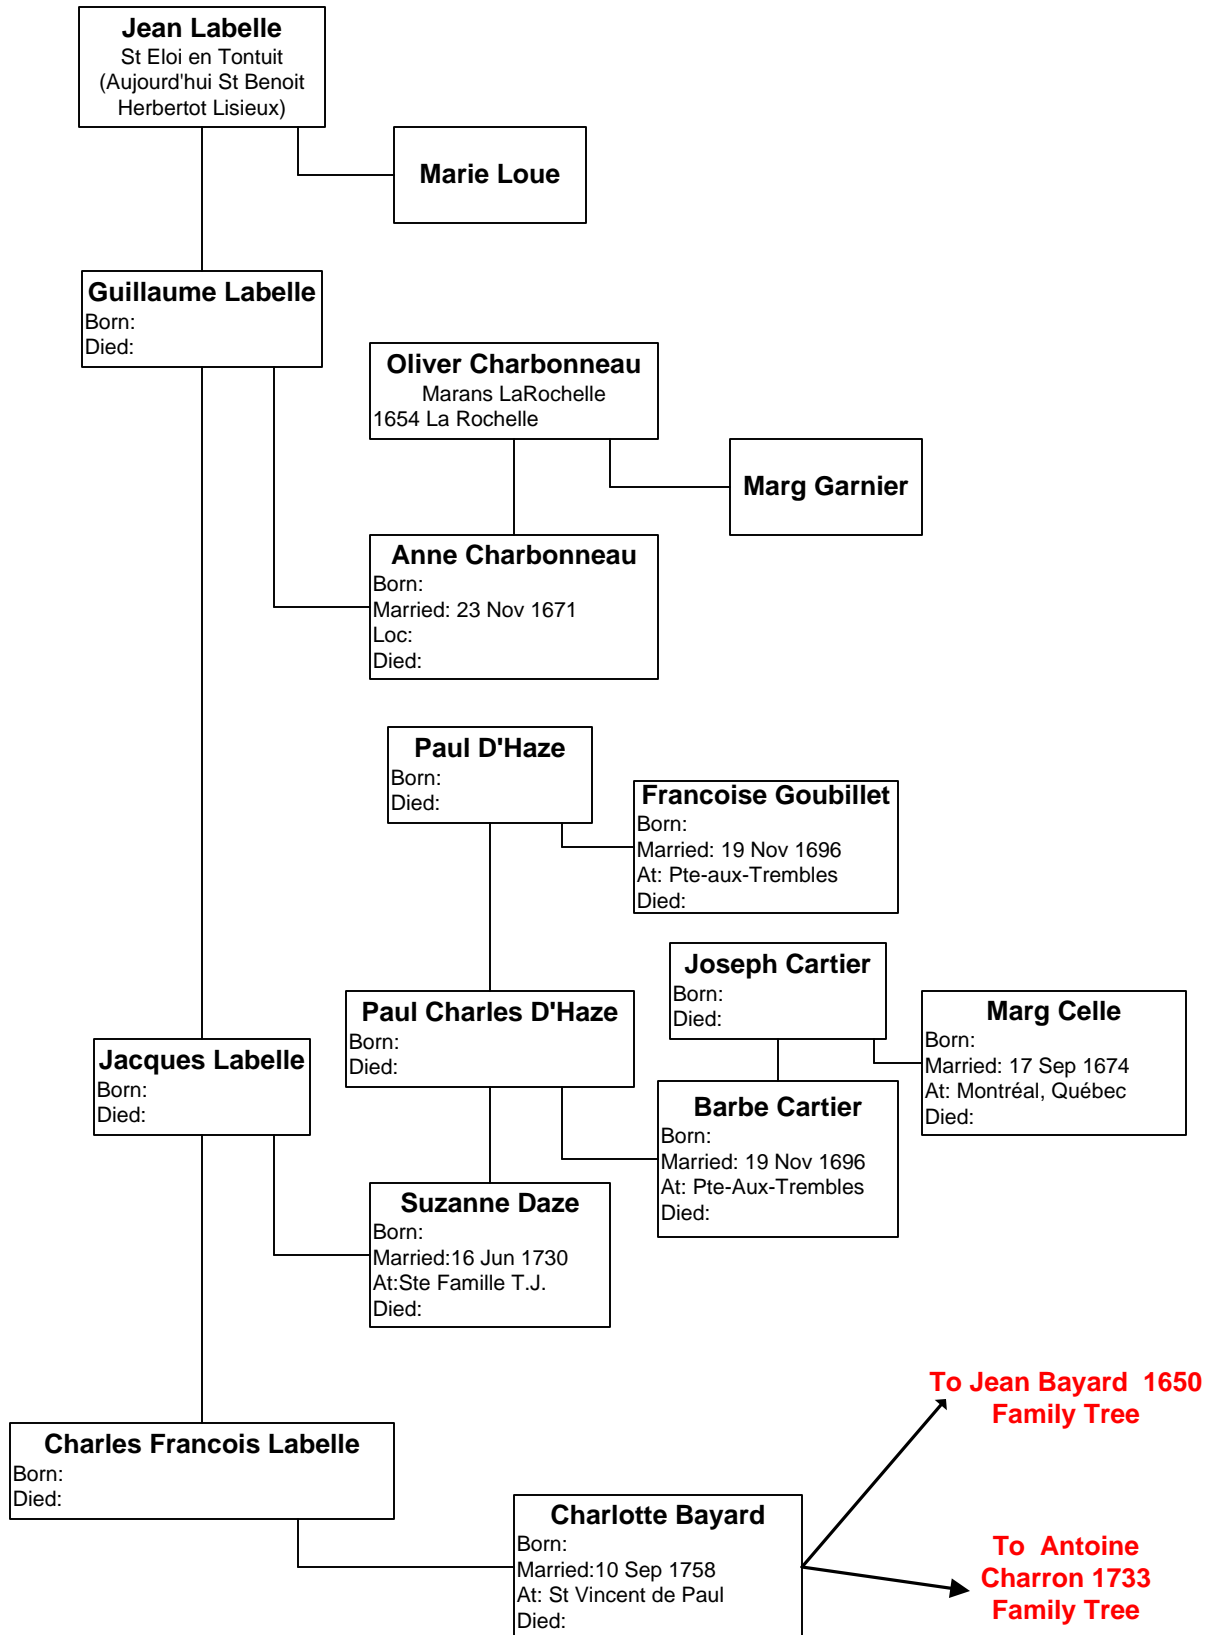 Jean Labelle
St Eloi en Tontuit
(Aujourd'hui St Benoit
Herbertot Lisieux)
Marie Loue
Guillaume Labelle
Born:
Died:
Oliver Charbonneau
Marans LaRochelle
1654 La Rochelle
Marg Garnier
Anne Charbonneau
Born:
Married: 23 Nov 1671
Loc:
Died:
Paul D'Haze
Born:
Died:
Francoise Goubillet
Born:
Married: 19 Nov 1696
At: Pte-aux-Trembles
Died:
Joseph Cartier
Born:
Died:
Marg Celle
Born:
Married: 17 Sep 1674
At: Montréal, Québec
Died:
Paul Charles D'Haze
Born:
Died:
Jacques Labelle
Born:
Died:
Barbe Cartier
Born:
Married: 19 Nov 1696
At: Pte-Aux-Trembles
Died:
Suzanne Daze
Born:
Married:16 Jun 1730
At:Ste Famille T.J.
Died:
To Jean Bayard 1650
Family Tree
Charles Francois Labelle
Born:
Died:
Charlotte Bayard
Born:
Married:10 Sep 1758
At: St Vincent de Paul
Died:
To Antoine
Charron 1733
Family Tree